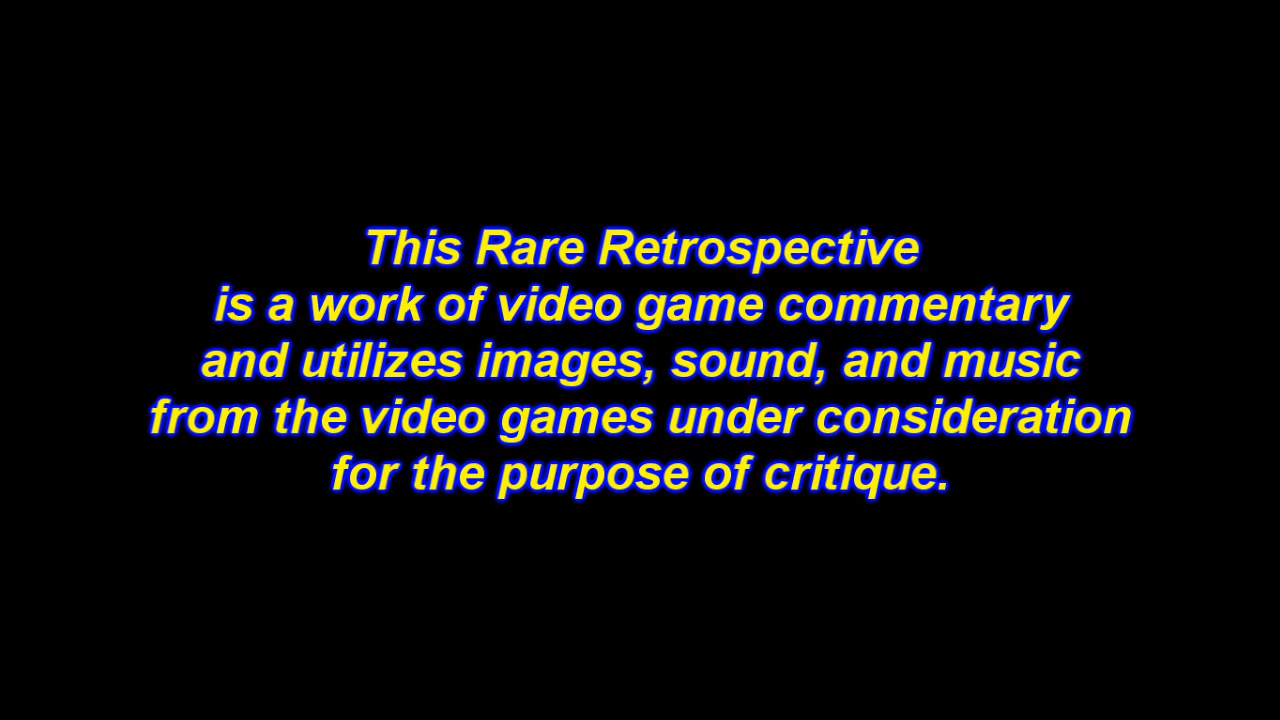 This Rare Retrospective
is a work of video game commentary
and utilizes images, sound, and music
from the video games under consideration
for the purpose of critique.